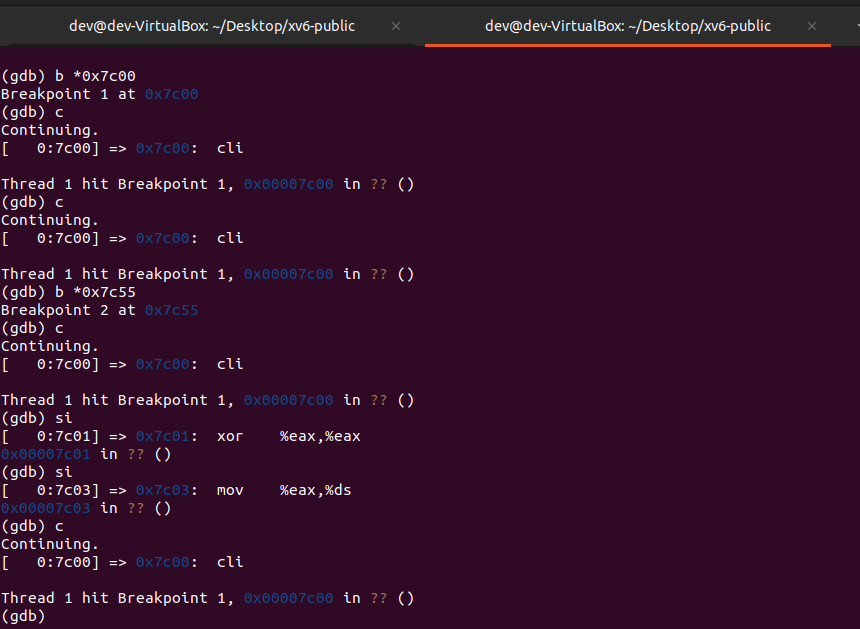 dev@dev-VirtualBox: ~/Desktop/xv6-public × dev@dev-VirtualBox: ~/Desktop/xv6-public ×
(gdb) b *0x7c00
Breakpoint 1 at 0x7c00
(gdb) c
Continuing.
[   0:7c00] => 0x7c00:  cli
Thread 1 hit Breakpoint 1, 0x00007c00 in ?? ()
(gdb) c
Continuing.
[   0:7c00] => 0x7c00:  cli
Thread 1 hit Breakpoint 1, 0x00007c00 in ?? ()
(gdb) b *0x7c55
Breakpoint 2 at 0x7c55
(gdb) c
Continuing.
[   0:7c00] => 0x7c00:  cli
Thread 1 hit Breakpoint 1, 0x00007c00 in ?? ()
(gdb) si
[   0:7c01] => 0x7c01:  xor    %eax,%eax
0x00007c01 in ?? ()
(gdb) si
[   0:7c03] => 0x7c03:  mov    %eax,%ds
0x00007c03 in ?? ()
(gdb) c
Continuing.
[   0:7c00] => 0x7c00:  cli
Thread 1 hit Breakpoint 1, 0x00007c00 in ?? ()
(gdb)